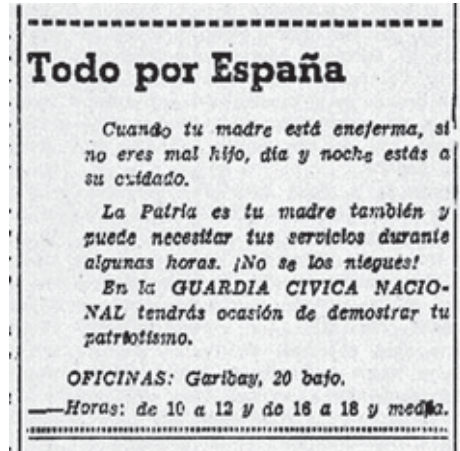 Todo por España
Cuando tu madre está eneferma, si
no eres mal hijo, día y noche estás a
su cuidado.
La Patria es tu madre también y
puede necesitar tus servicios durante
algunas horas. ¡No se los niegues!
En la GUARDIA CIVICA NACIO-
NAL tendrás ocasión de demostrar tu
patriotismo.
OFICINAS: Garibay, 20 bajo.
—Horas: de 10 a 12 y de 16 a 18 y media.